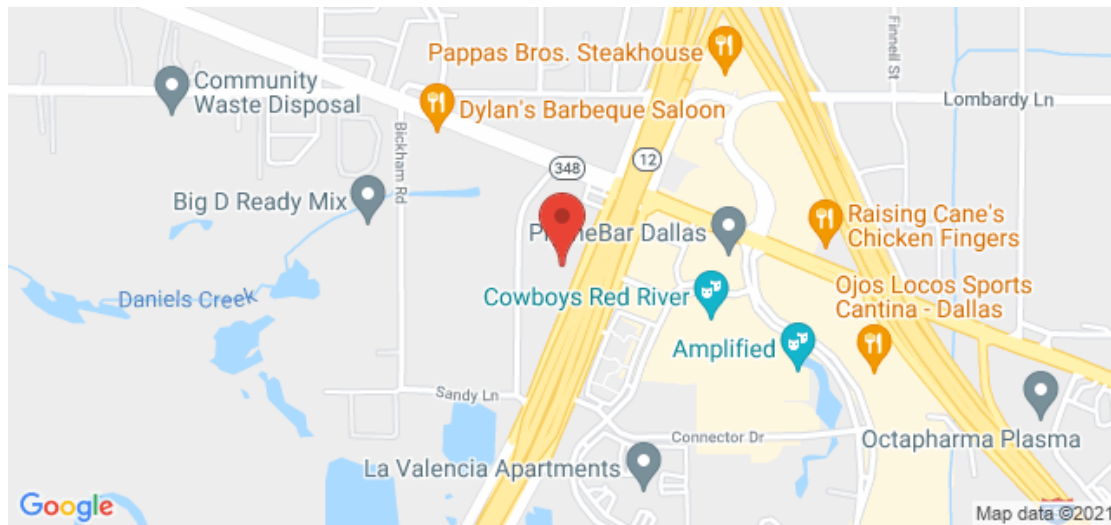 Pappas Bros. Steakhouse
Finnell St
Community
Waste Disposal
Dylan's Barbeque Saloon
Lombardy Ln
Bickham Rd
12
348
Big D Ready Mix
Dallas
Raising Cane's
Chicken Fingers
Daniels Creek
Cowboys Red River
Ojos Locos Sports
Cantina - Dallas
Amplified
Sandy Ln
Connector Dr
Octapharma Plasma
La Valencia Apartments
Google
Map data ©2021